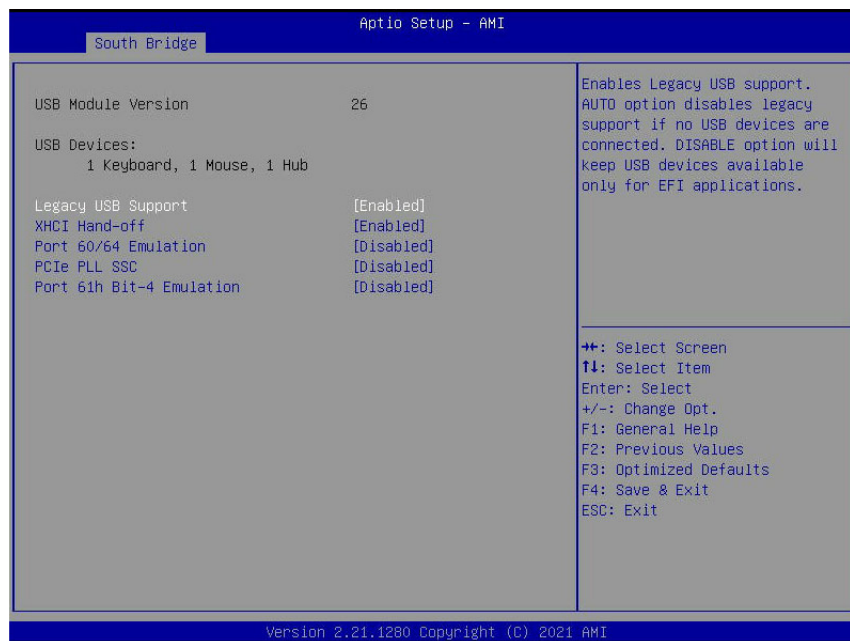 Aptio Setup – AMI
South Bridge
USB Module Version 26
USB Devices:
1 Keyboard, 1 Mouse, 1 Hub
Legacy USB Support [Enabled]
XHCI Hand-off [Enabled]
Port 60/64 Emulation [Disabled]
PCIe PLL SSC [Disabled]
Port 61h Bit-4 Emulation [Disabled]
Enables Legacy USB support.
AUTO option disables legacy
support if no USB devices are
connected. DISABLE option will
keep USB devices available
only for EFI applications.
→←: Select Screen
↑↓: Select Item
Enter: Select
+/-: Change Opt.
F1: General Help
F2: Previous Values
F3: Optimized Defaults
F4: Save & Exit
ESC: Exit
Version 2.21.1280 Copyright (C) 2021 AMI